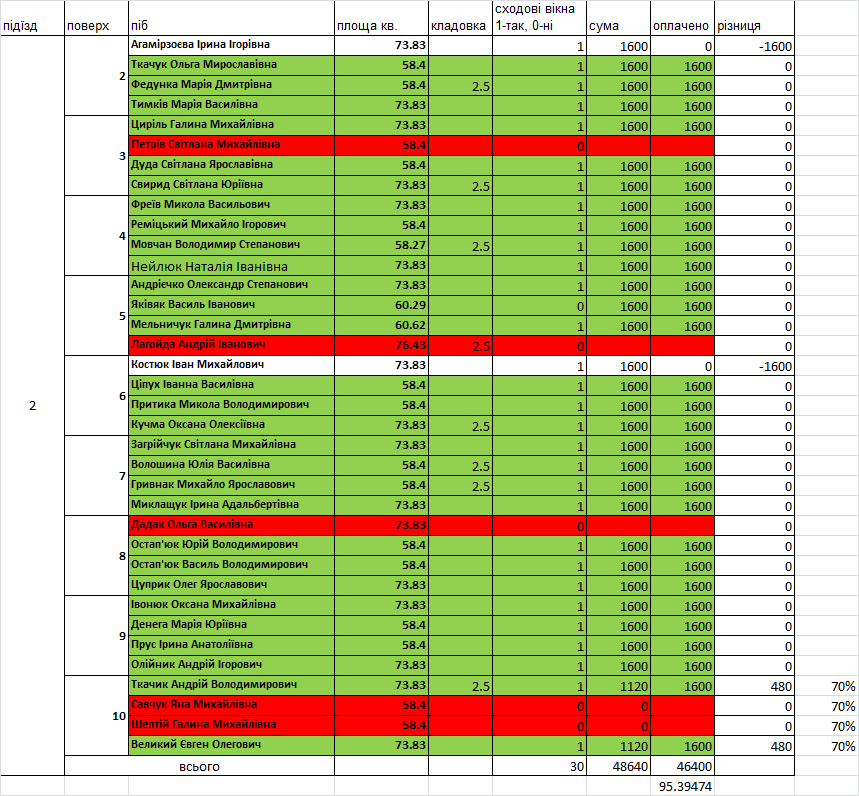 підїзд поверх піб площа кв. кладовка сходові вікна 1-так, 0-ні сума оплачено різниця
Агамірзоєва Ірина Ігорівна 73.83 1 1600 0 -1600
2 Ткачук Ольга Мирославівна 58.4 1 1600 1600 0
Федунка Марія Дмитрівна 58.4 2.5 1 1600 1600 0
Тимків Марія Василівна 73.83 1 1600 1600 0
Циріль Галина Михайлівна 73.83 1 1600 1600 0
3 Петрів Світлана Михайлівна 58.4 0 0
Дуда Світлана Ярославівна 58.4 1 1600 1600 0
Свирид Світлана Юріївна 73.83 2.5 1 1600 1600 0
Фреїв Микола Васильович 73.83 1 1600 1600 0
4 Реміцький Михайло Ігорович 58.4 1 1600 1600 0
Мовчан Володимир Степанович 58.27 2.5 1 1600 1600 0
Нейлюк Наталія Іванівна 73.83 1 1600 1600 0
Андрієчко Олександр Степанович 73.83 1 1600 1600 0
5 Яківяк Василь Іванович 60.29 0 1600 1600 0
Мельничук Галина Дмитрівна 60.62 1 1600 1600 0
Лагойда Андрій Іванович 76.43 2.5 0 0
Костюк Іван Михайлович 73.83 1 1600 0 -1600
6 Ціпух Іванна Василівна 58.4 1 1600 1600 0
2 Притика Микола Володимирович 58.4 1 1600 1600 0
Кучма Оксана Олексіївна 73.83 2.5 1 1600 1600 0
Загрійчук Світлана Михайлівна 73.83 1 1600 1600 0
7 Волошина Юлія Василівна 58.4 2.5 1 1600 1600 0
Гривнак Михайло Ярославович 58.4 2.5 1 1600 1600 0
Миклащук Ірина Адальбертівна 73.83 1 1600 1600 0
Дадак Ольга Василівна 73.83 0 0
8 Остап'юк Юрій Володимирович 58.4 1 1600 1600 0
Остап'юк Василь Володимирович 58.4 1 1600 1600 0
Цуприк Олег Ярославович 73.83 1 1600 1600 0
Івонюк Оксана Михайлівна 73.83 1 1600 1600 0
9 Денега Марія Юріївна 58.4 1 1600 1600 0
Прус Ірина Анатоліївна 58.4 1 1600 1600 0
Олійник Андрій Ігорович 73.83 1 1600 1600 0
Ткачик Андрій Володимирович 73.83 2.5 1 1120 1600 480 70%
10 Савчук Яна Михайлівна 58.4 0 0 0 70%
Шептій Галина Михайлівна 58.4 0 0 0 70%
Великий Євген Олегович 73.83 1 1120 1600 480 70%
всього 30 48640 46400
95.39474